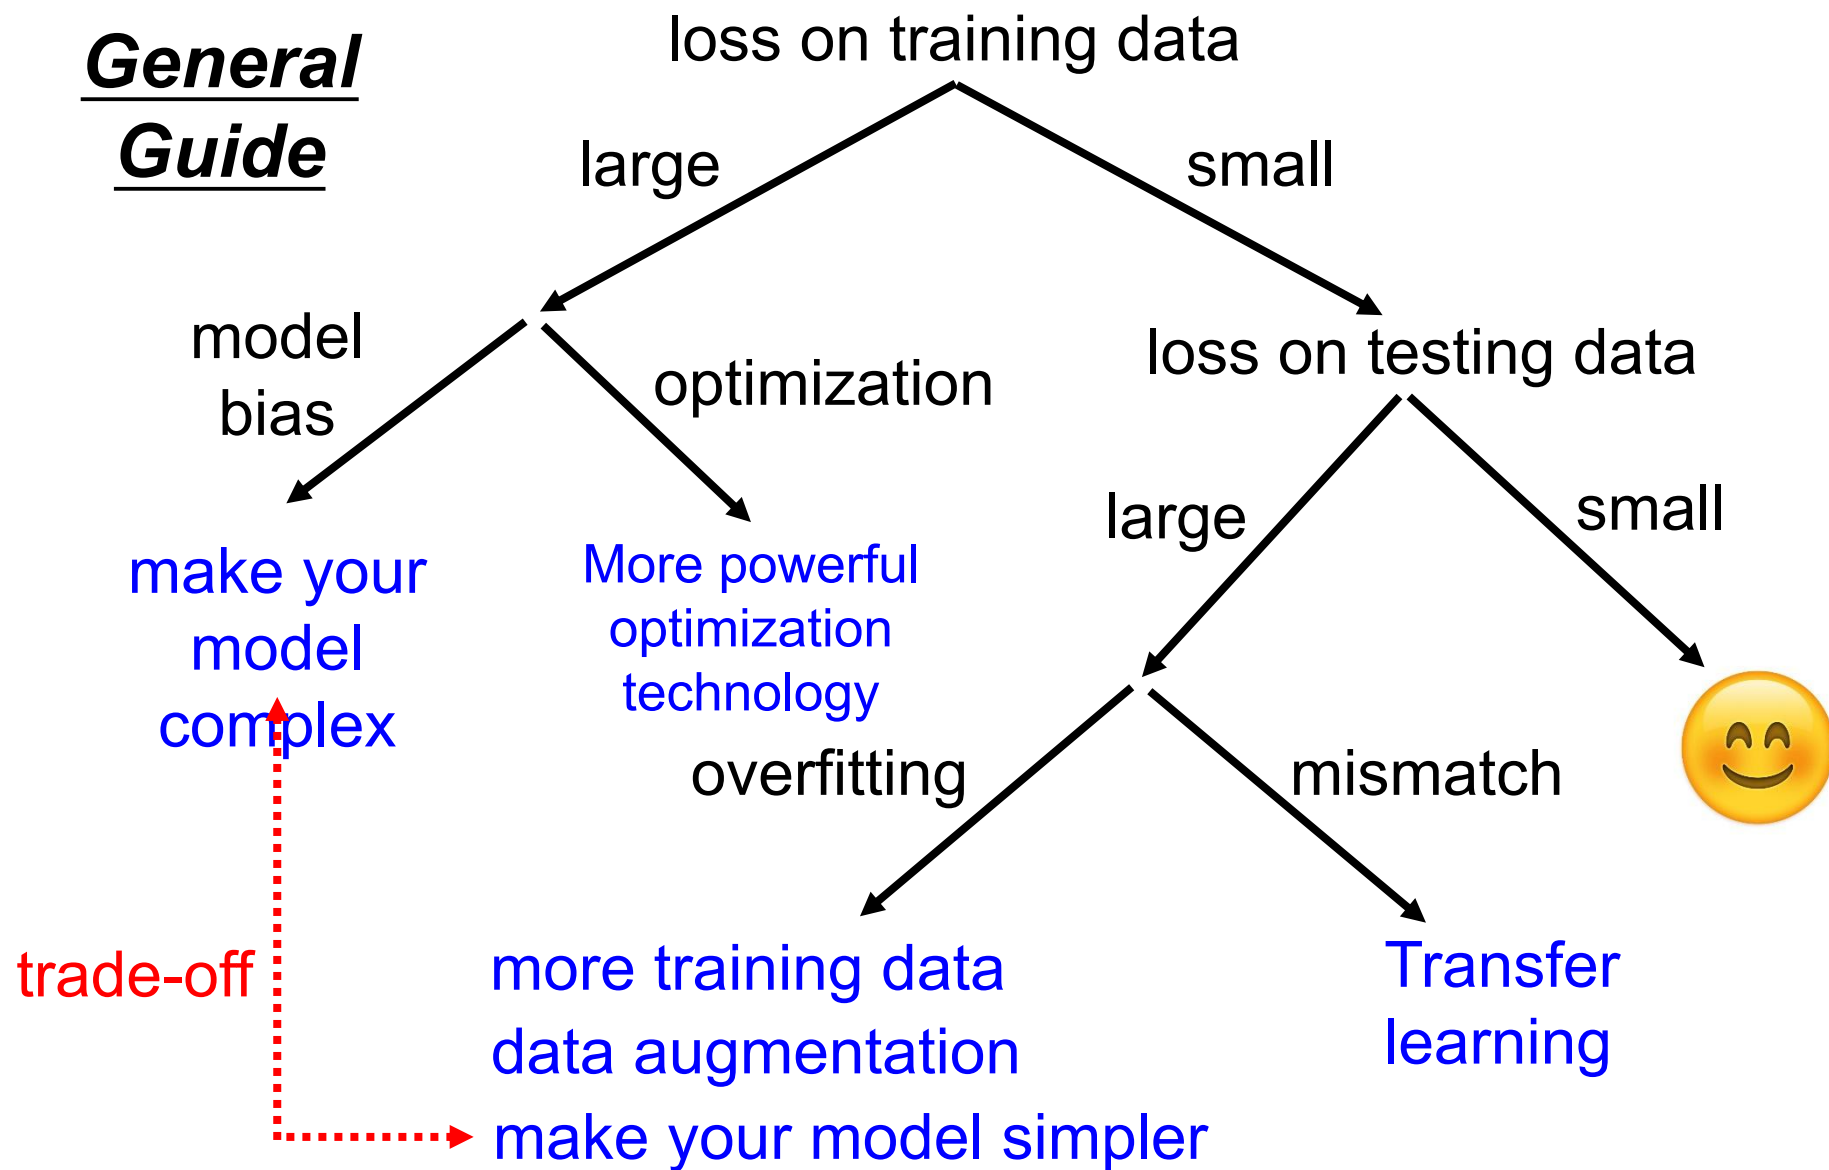 General
Guide
loss on training data
large
small
model
bias
optimization
loss on testing data
make your
model
complex
More powerful
optimization
technology
large
small
overfitting
mismatch
trade-off
more training data
data augmentation
make your model simpler
Transfer
learning